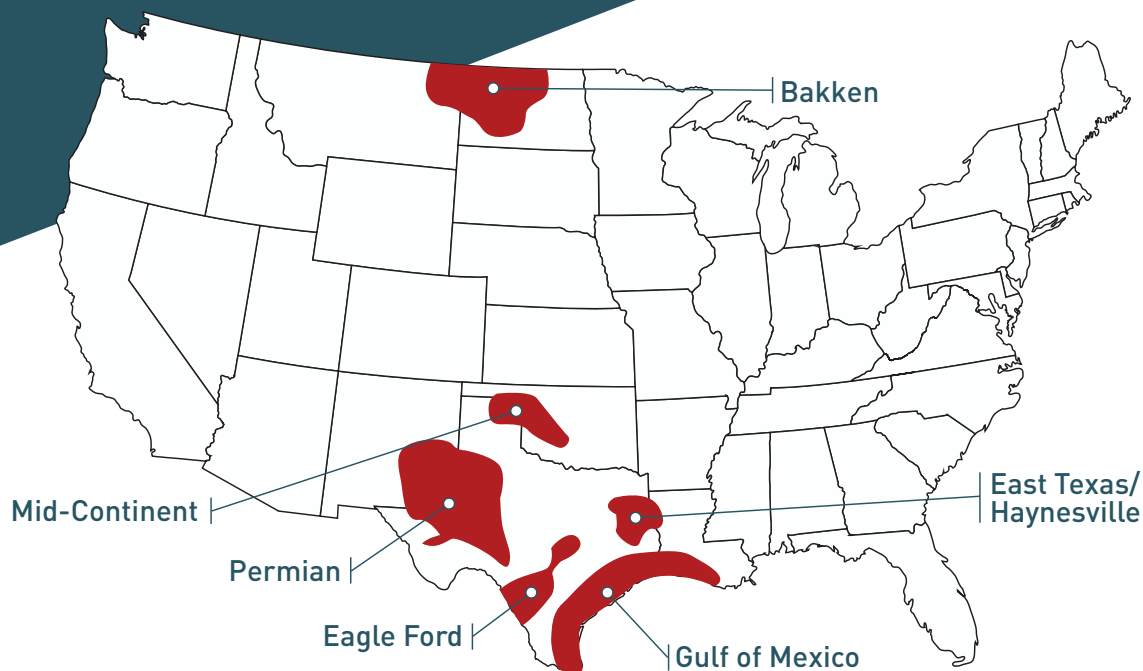 Bakken
Mid-Continent
East Texas/
Haynesville
Permian
Eagle Ford
Gulf of Mexico